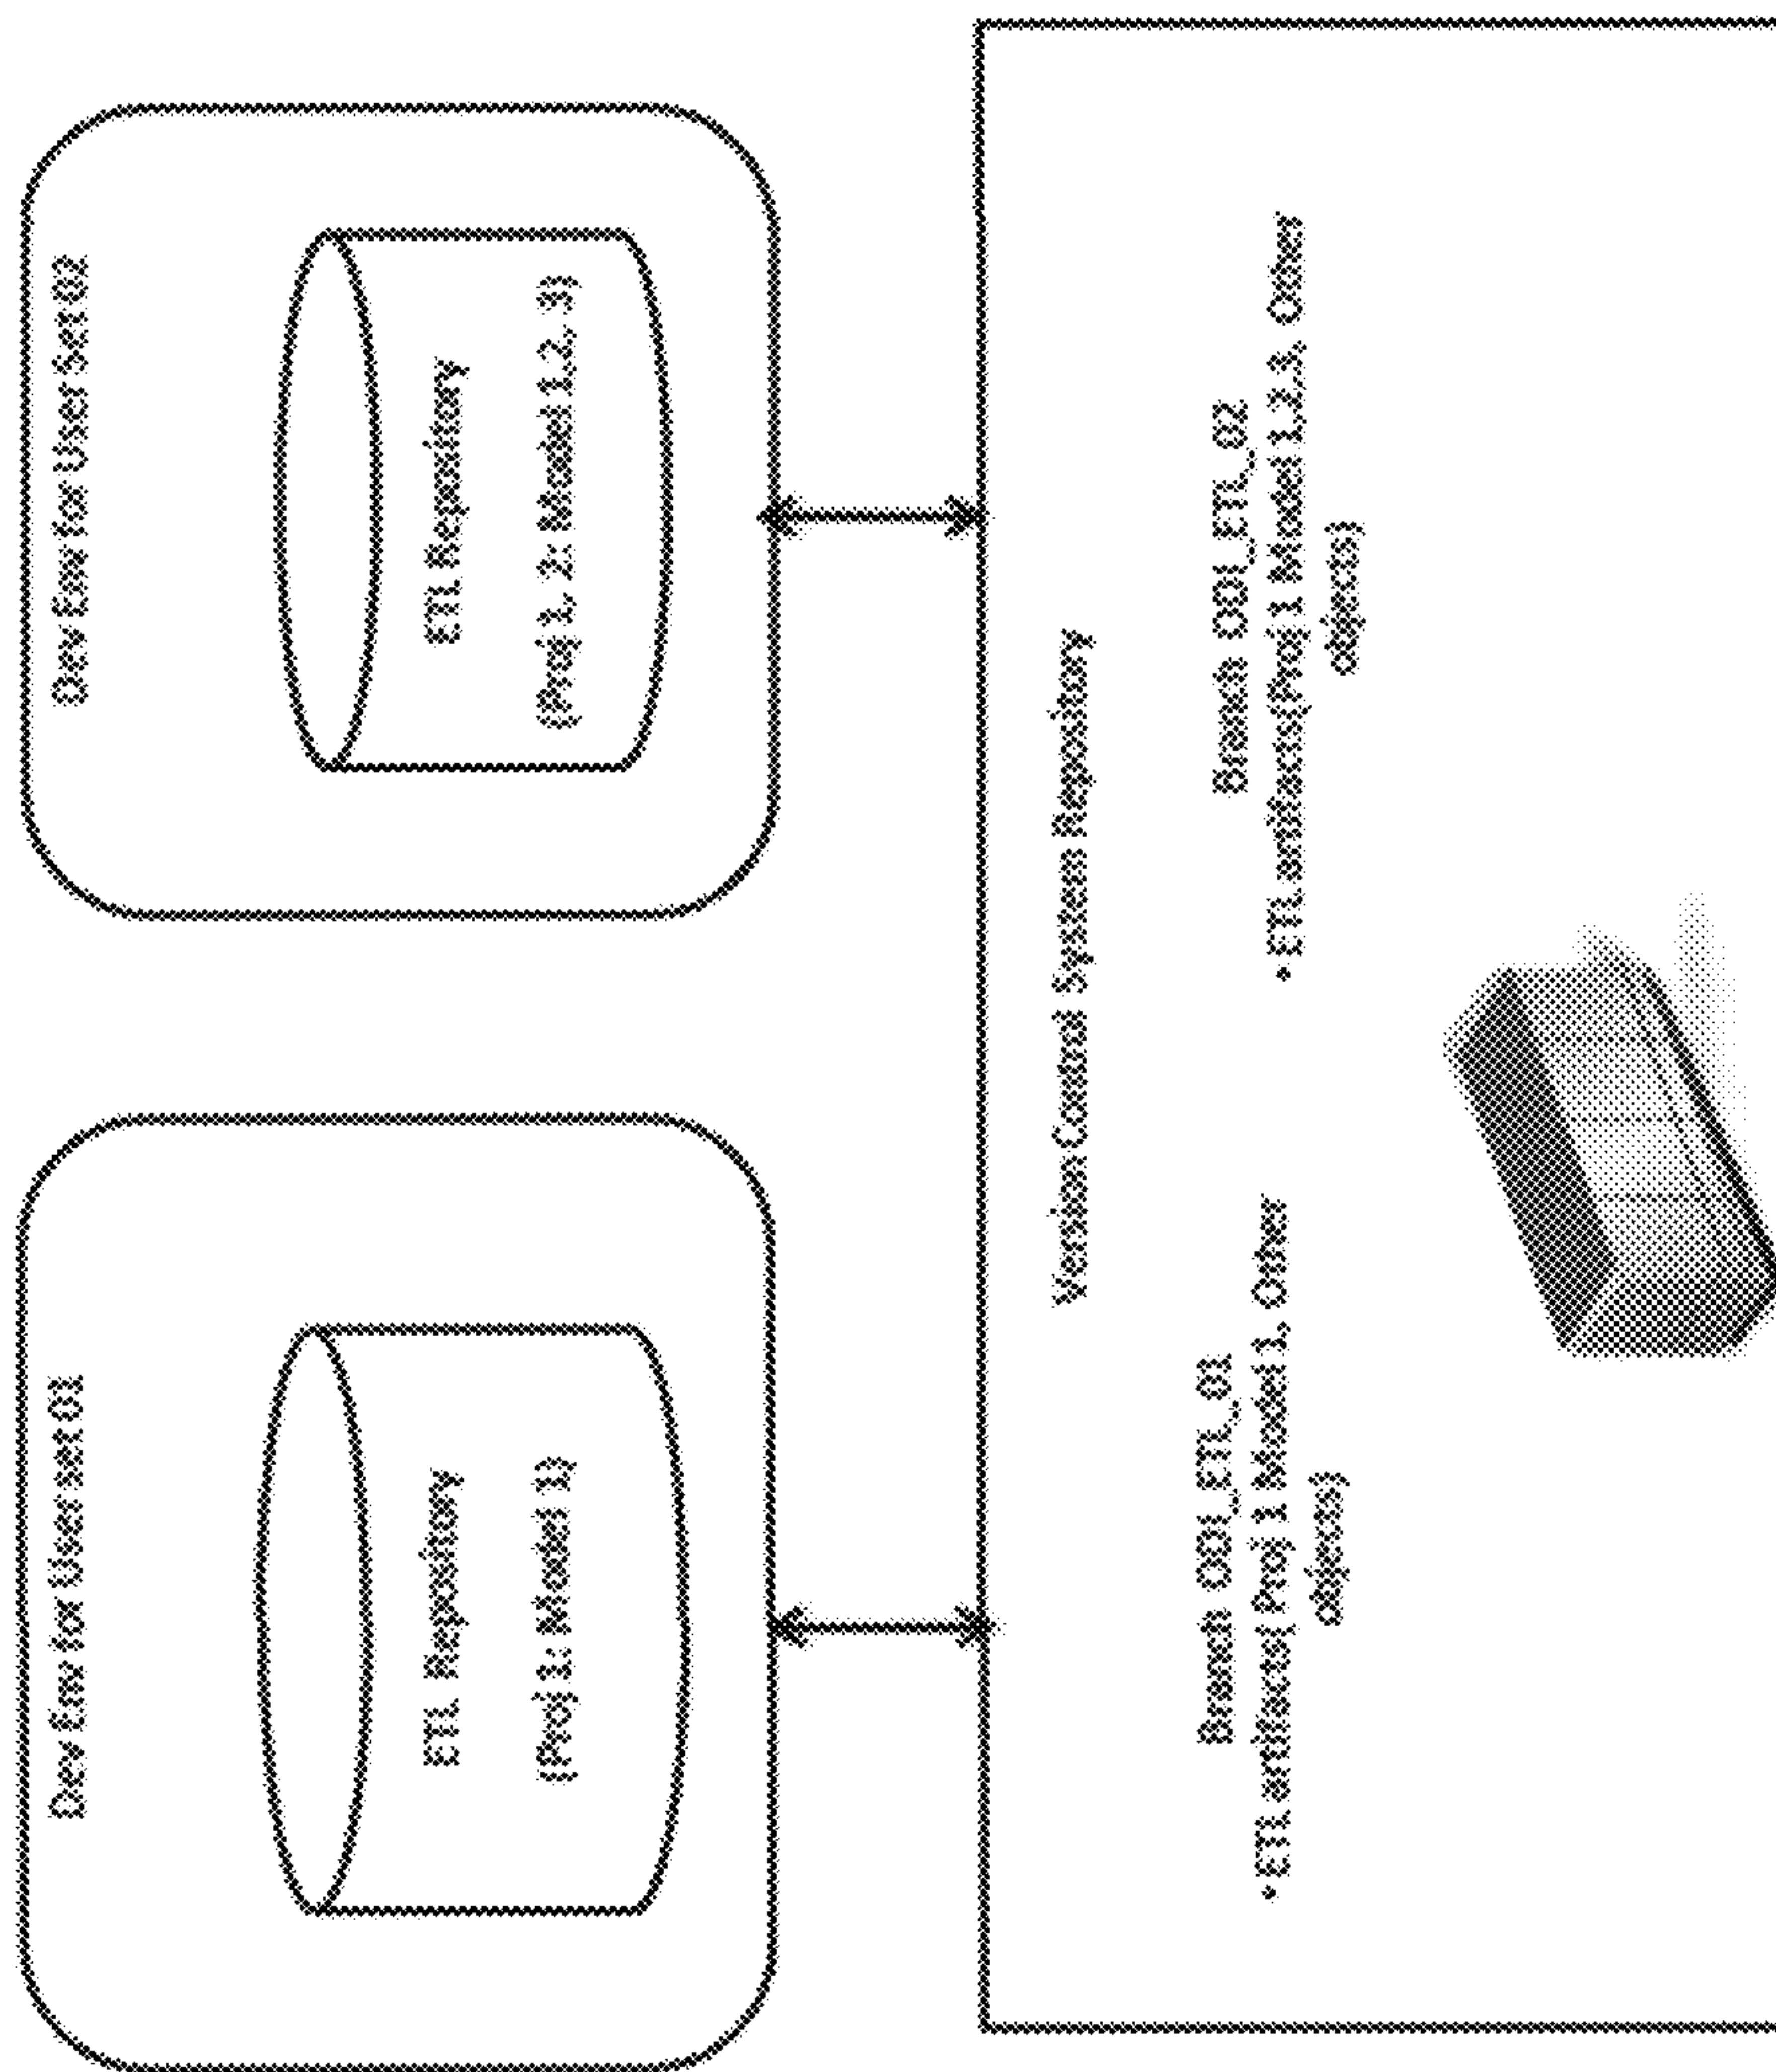 Dev Env for User set 01
ETL Repository
(Proj 1: Model 1)
Dev Env for User Set 02
ETL Repository
(Proj 1, 2: Model 1,2, 3)
Version Control System Repository
Branch ODI_ETL_01
• ETL artifacts( Proj 1 Model 1, Other
objects)
Branch ODI_ETL_02
• ETL artifacts(Proj 1 Model 1,2,3, Other
objects)